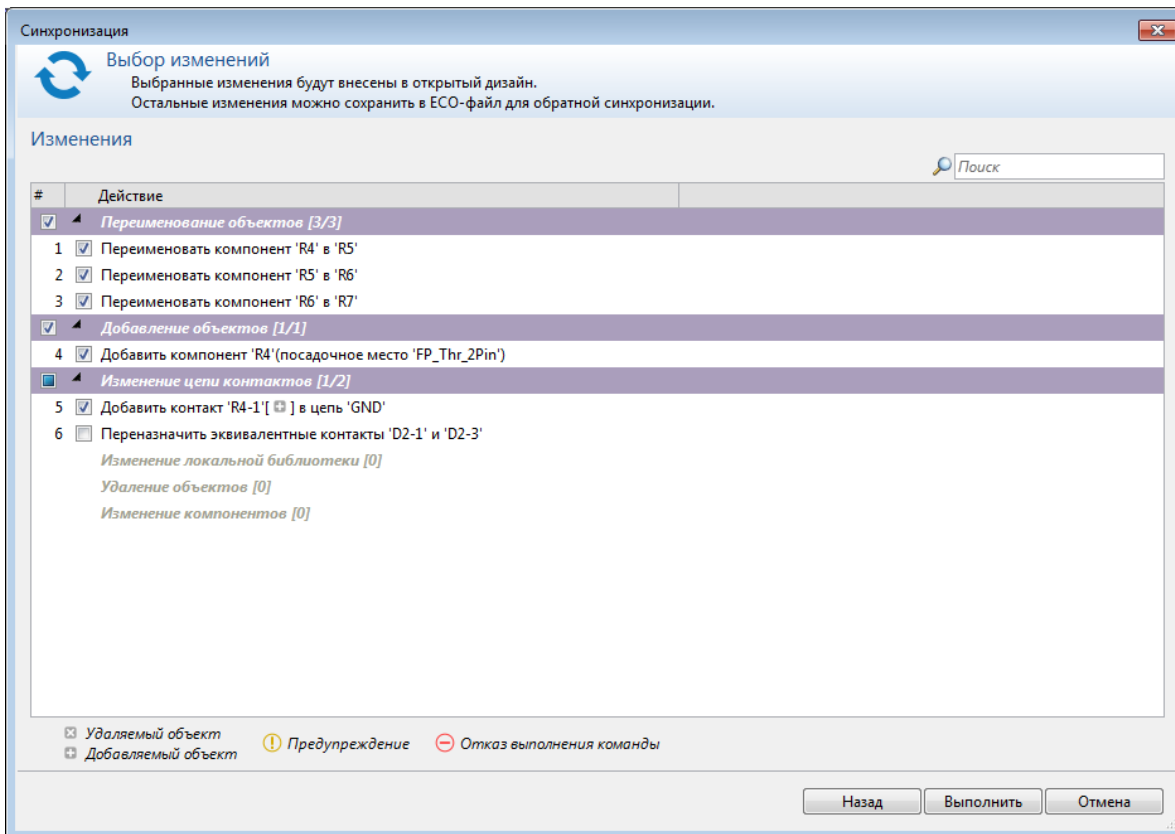 Синхронизация
Выбор изменений
Выбранные изменения будут внесены в открытый дизайн.
Остальные изменения можно сохранить в ECO-файл для обратной синхронизации.
Изменения
Поиск
# Действие
Переименование объектов [3/3]
1 Переименовать компонент 'R4' в 'R5'
2 Переименовать компонент 'R5' в 'R6'
3 Переименовать компонент 'R6' в 'R7'
Добавление объектов [1/1]
4 Добавить компонент 'R4'(посадочное место 'FP_Thr_2Pin')
Изменение цепи контактов [1/2]
5 Добавить контакт 'R4-1'[ ] в цепь 'GND'
6 Переназначить эквивалентные контакты 'D2-1' и 'D2-3'
Изменение локальной библиотеки [0]
Удаление объектов [0]
Изменение компонентов [0]
Удаляемый объект
Добавляемый объект
Предупреждение
Отказ выполнения команды
Назад Выполнить Отмена